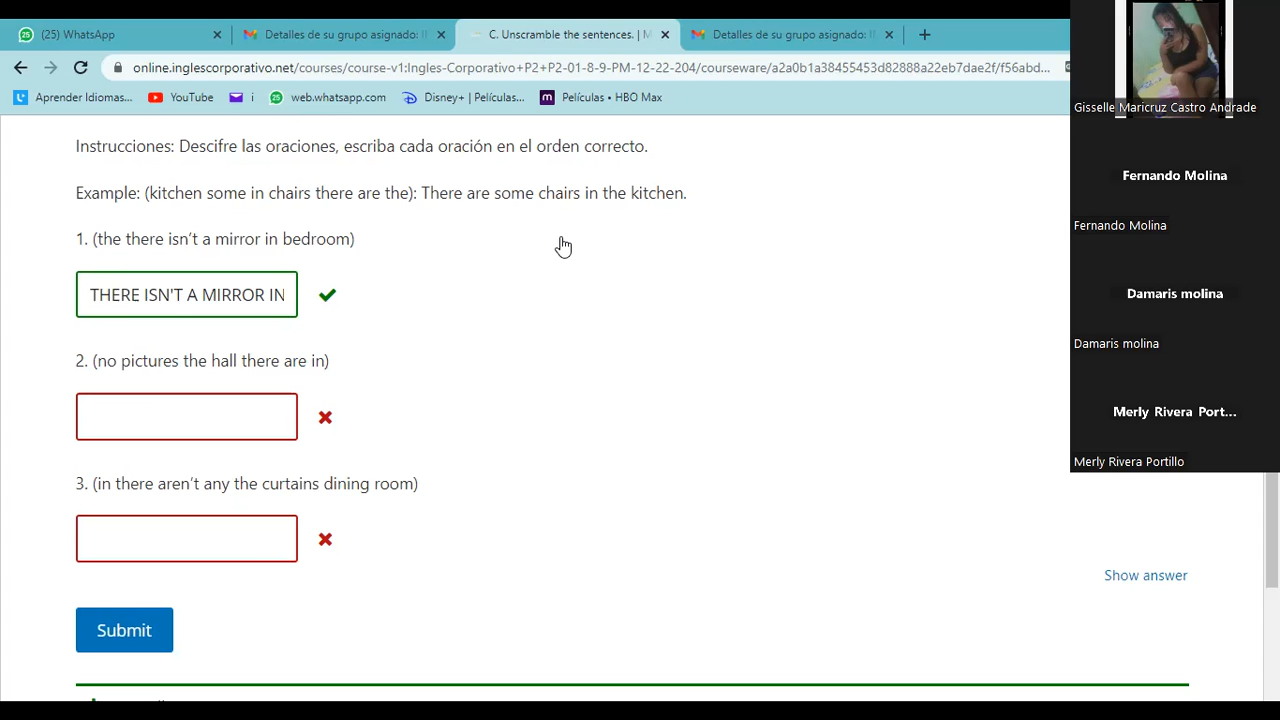 (25) WhatsApp
Detalles de su grupo asignado: I
C. Unscramble the sentences. | M
Detalles de su grupo asignado: I
online.inglescorporativo.net/courses/course-v1:Ingles-Corporativo+P2+P2-01-8-9-PM-12-22-204/courseware/a2a0b1a38455453d82888a22eb7dae2f/f56abd...
Aprender Idiomas...
YouTube
i
web.whatsapp.com
Disney+ | Películas...
Películas • HBO Max
Instrucciones: Descifre las oraciones, escriba cada oración en el orden correcto.
Example: (kitchen some in chairs there are the): There are some chairs in the kitchen.
1. (the there isn’t a mirror in bedroom)
THERE ISN'T A MIRROR IN
2. (no pictures the hall there are in)
3. (in there aren’t any the curtains dining room)
Show answer
Submit
Gisselle Maricruz Castro Andrade
Fernando Molina
Fernando Molina
Damaris molina
Damaris molina
Merly Rivera Port...
Merly Rivera Portillo